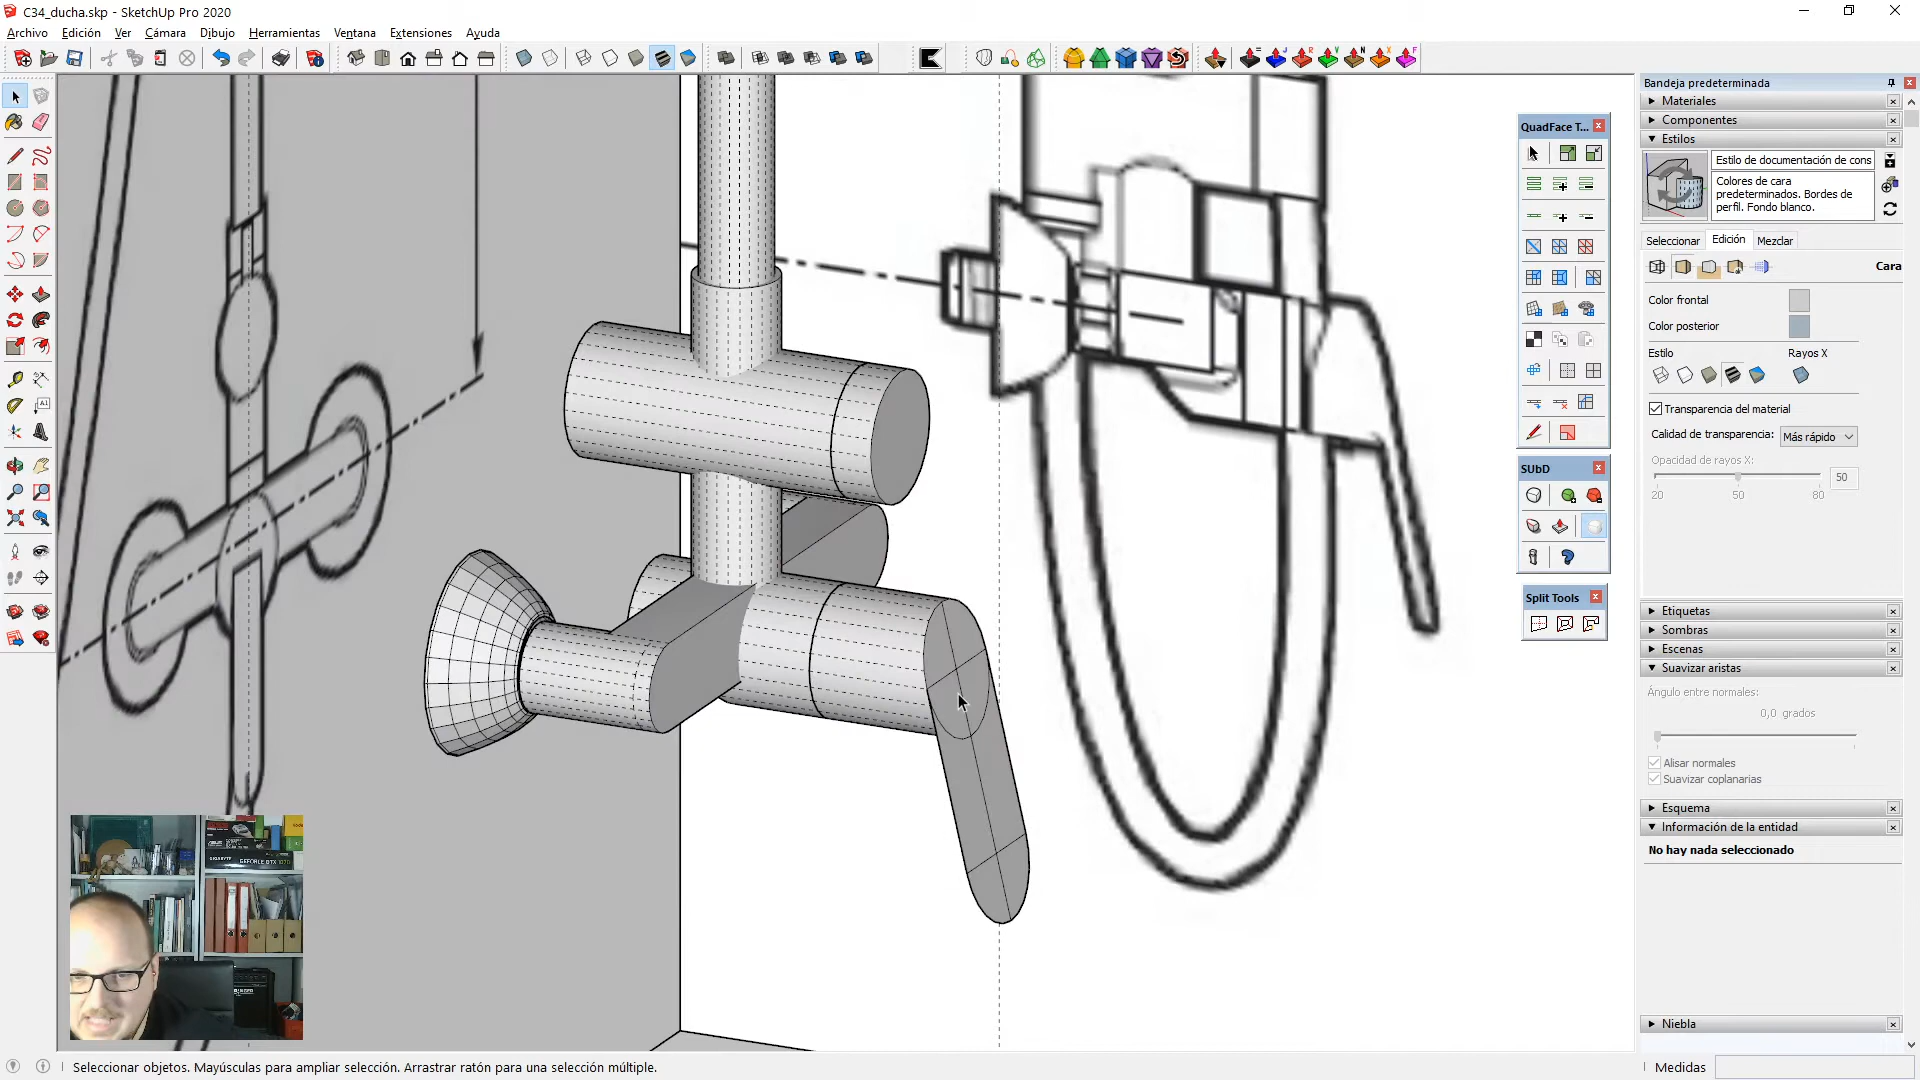 C34_ducha.skp - SketchUp Pro 2020
Archivo Edición Ver Cámara Dibujo Herramientas Ventana Extensiones Ayuda
Bandeja predeterminada
Materiales
Componentes
Estilos
Estilo de documentación de cons
Colores de cara
predeterminados. Bordes de
perfil. Fondo blanco.
Seleccionar Edición Mezclar
Cara
Color frontal
Color posterior
Estilo Rayos X
Transparencia del material
Calidad de transparencia: Más rápido
Opacidad de rayos X: 50
20 50 80
Etiquetas
Sombras
Escenas
Suavizar aristas
Ángulo entre normales:
0,0 grados
Alisar normales
Suavizar coplanarias
Esquema
Información de la entidad
No hay nada seleccionado
Niebla
QuadFace T...
SUbD
Split Tools
GEFORCE GTX 1070
Seleccionar objetos. Mayúsculas para ampliar selección. Arrastrar ratón para una selección múltiple.
Medidas